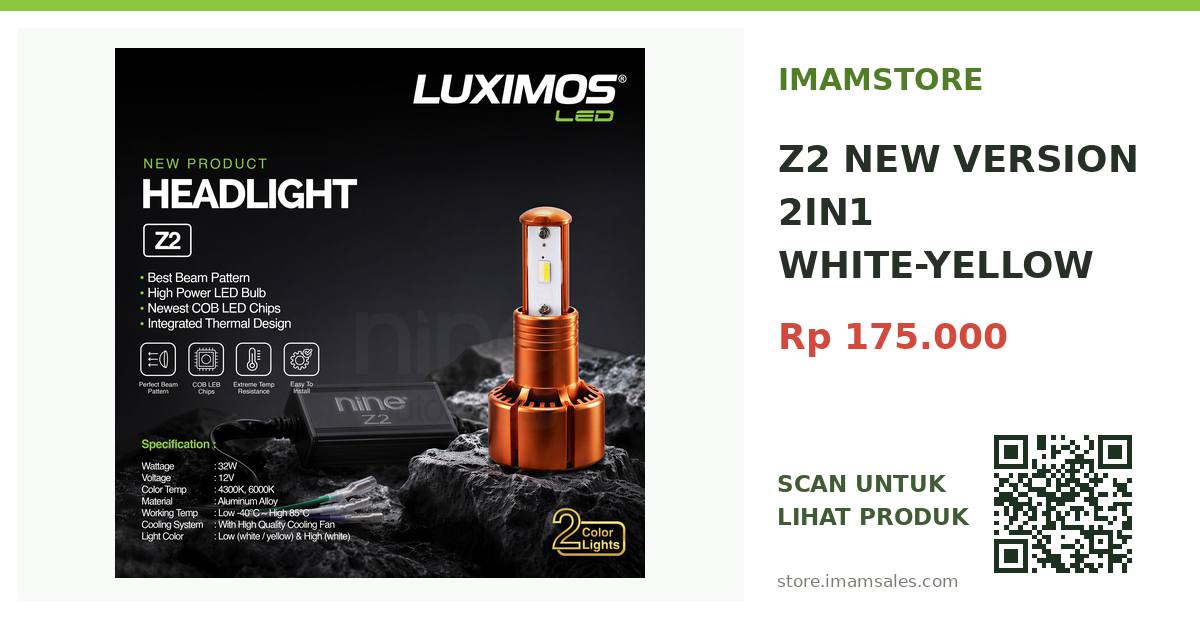 LUXIMOS®
LED
NEW PRODUCT
HEADLIGHT
Z2
• Best Beam Pattern
• High Power LED Bulb
• Newest COB LED Chips
• Integrated Thermal Design
Perfect Beam Pattern
COB LEB Chips
Extreme Temp Resistance
Easy To Install
nine
nine
Z2
Specification :
Wattage : 32W
Voltage : 12V
Color Temp : 4300K, 6000K
Material : Aluminum Alloy
Working Temp : Low -40°C ~ High 85°C
Cooling System : With High Quality Cooling Fan
Light Color : Low (white / yellow) & High (white)
2 Color Lights
IMAMSTORE
Z2 NEW VERSION
2IN1
WHITE-YELLOW
Rp 175.000
SCAN UNTUK
LIHAT PRODUK
store.imamsales.com